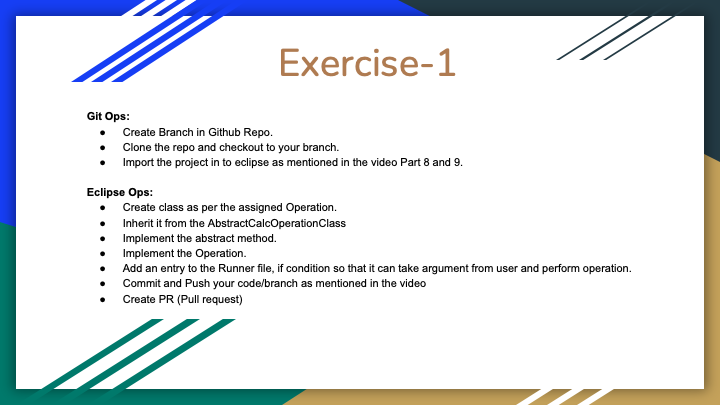 Exercise-1
Git Ops:
● Create Branch in Github Repo.
● Clone the repo and checkout to your branch.
● Import the project in to eclipse as mentioned in the video Part 8 and 9.
Eclipse Ops:
● Create class as per the assigned Operation.
● Inherit it from the AbstractCalcOperationClass
● Implement the abstract method.
● Implement the Operation.
● Add an entry to the Runner file, if condition so that it can take argument from user and perform operation.
● Commit and Push your code/branch as mentioned in the video
● Create PR (Pull request)